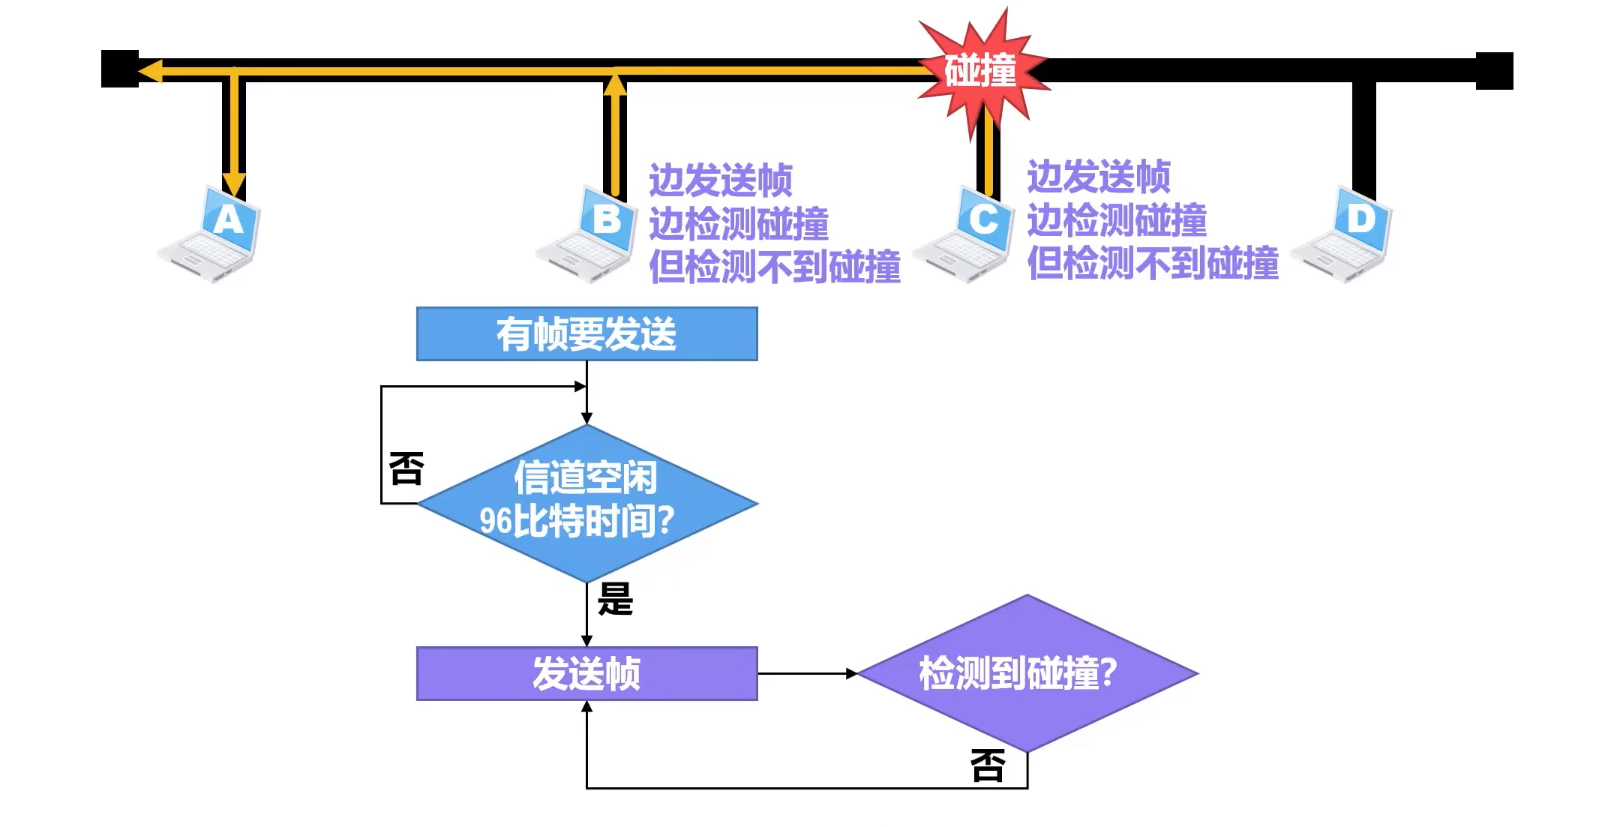 碰撞
A
B
C
D
边发送帧
边检测碰撞
但检测不到碰撞
边发送帧
边检测碰撞
但检测不到碰撞
有帧要发送
否
信道空闲
96比特时间?
是
发送帧
检测到碰撞?
否